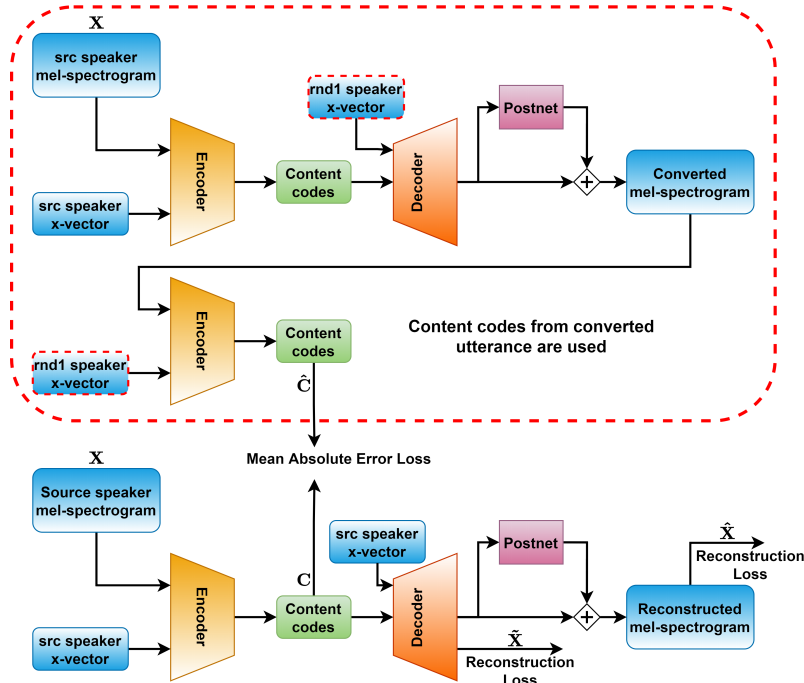 X
src speaker
mel-spectrogram
rnd1 speaker
x-vector
Postnet
Encoder
Content
codes
Decoder
+
Converted
mel-spectrogram
src speaker
x-vector
Encoder
Content
codes
Content codes from converted
utterance are used
rnd1 speaker
x-vector
Ĉ
Mean Absolute Error Loss
X
Source speaker
mel-spectrogram
src speaker
x-vector
Postnet
X̂
Reconstruction
Loss
C
Encoder
Content
codes
Decoder
+
Reconstructed
mel-spectrogram
src speaker
x-vector
X̃
Reconstruction
Loss